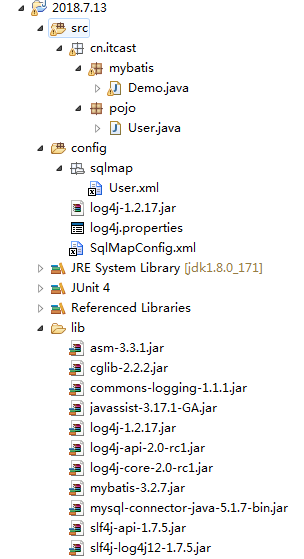 2018.7.13
src
cn.itcast
mybatis
Demo.java
pojo
User.java
config
sqlmap
User.xml
log4j-1.2.17.jar
log4j.properties
SqlMapConfig.xml
JRE System Library [jdk1.8.0_171]
JUnit 4
Referenced Libraries
lib
asm-3.3.1.jar
cglib-2.2.2.jar
commons-logging-1.1.1.jar
javassist-3.17.1-GA.jar
log4j-1.2.17.jar
log4j-api-2.0-rc1.jar
log4j-core-2.0-rc1.jar
mybatis-3.2.7.jar
mysql-connector-java-5.1.7-bin.jar
slf4j-api-1.7.5.jar
slf4j-log4j12-1.7.5.jar